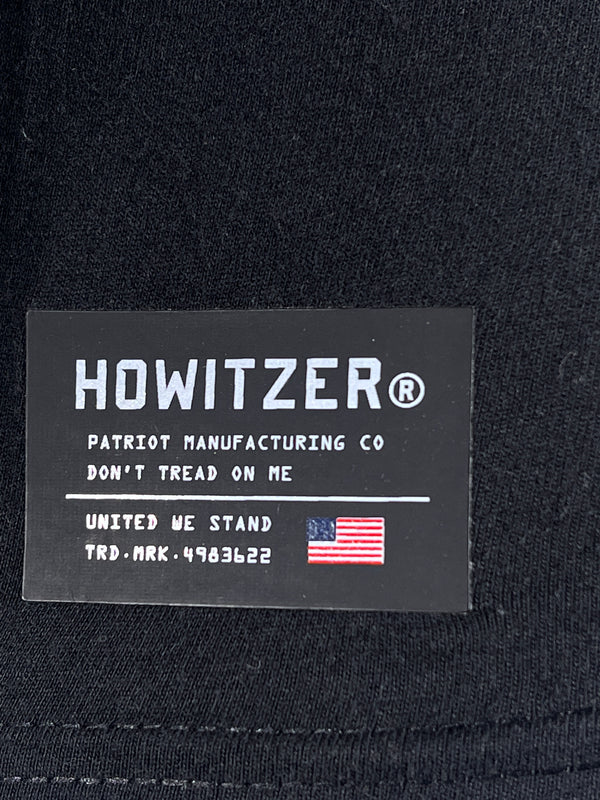 HOWITZER®
PATRIOT MANUFACTURING CO
DON'T TREAD ON ME
UNITED WE STAND
TRD.MRK.4983622